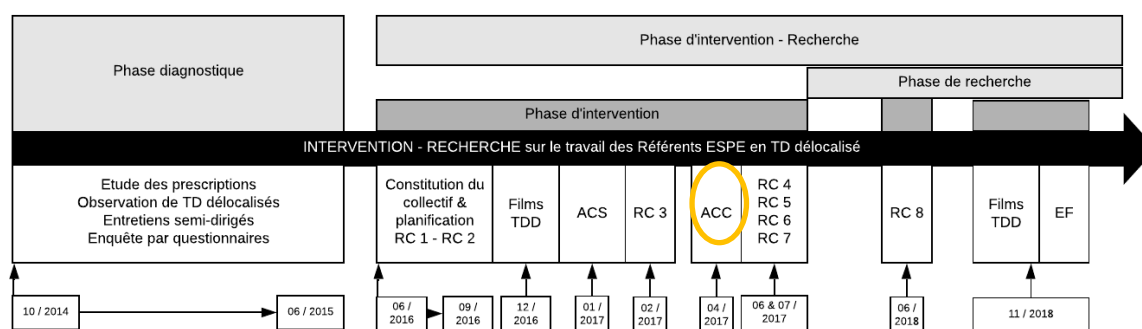 Phase d'intervention - Recherche
Phase diagnostique
Phase de recherche
Phase d'intervention
INTERVENTION - RECHERCHE sur le travail des Référents ESPE en TD délocalisé
Etude des prescriptions
Observation de TD délocalisés
Entretiens semi-dirigés
Enquête par questionnaires
Constitution du
collectif &
planification
RC 1 - RC 2
Films
TDD
ACS
RC 3
ACC
RC 4
RC 5
RC 6
RC 7
RC 8
Films
TDD
EF
10 / 2014
06 / 2015
06 /
2016
09 /
2016
12 /
2016
01 /
2017
02 /
2017
04 /
2017
06 & 07 /
2017
06 /
2018
11 / 2018